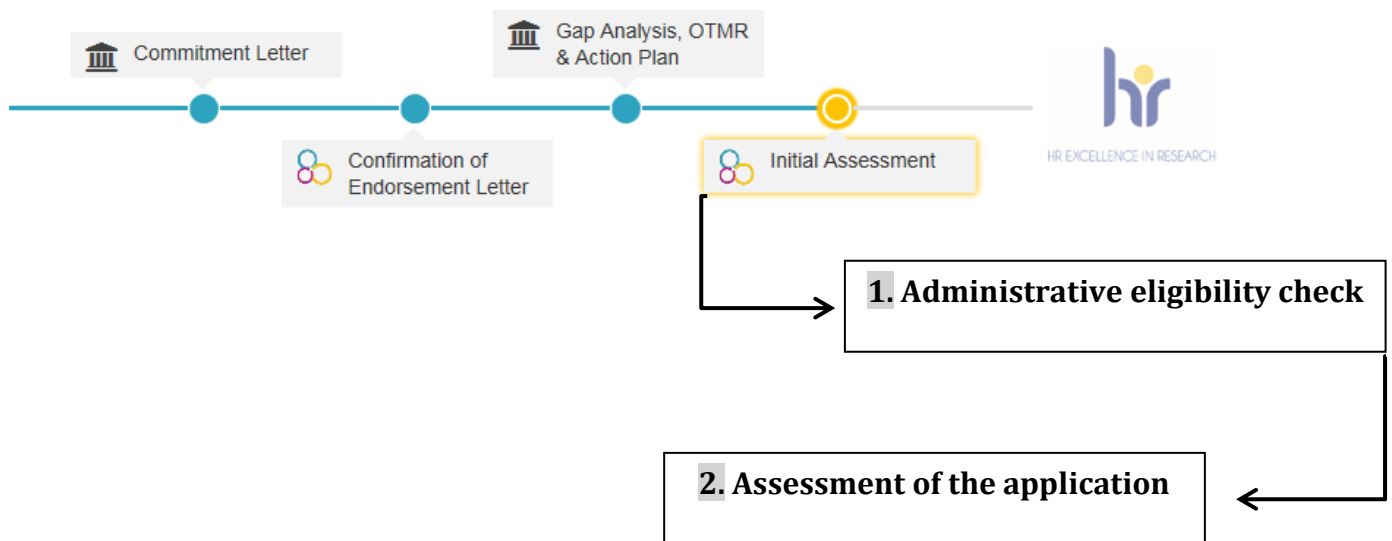 Commitment Letter
Gap Analysis, OTMR
& Action Plan
Confirmation of
Endorsement Letter
Initial Assessment
hr
HR EXCELLENCE IN RESEARCH
1. Administrative eligibility check
2. Assessment of the application